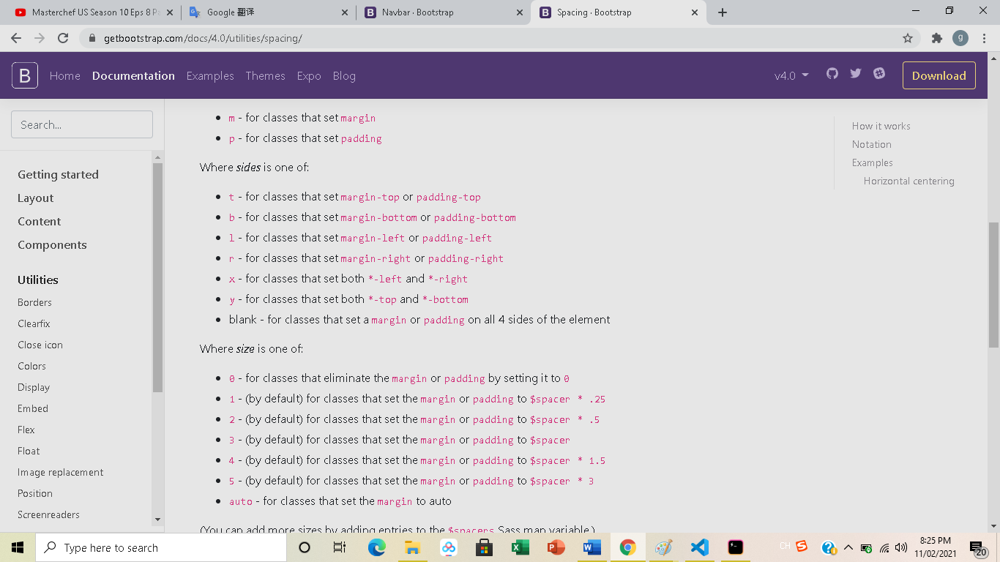 Masterchef US Season 10 Eps 8 Pa
Google 翻译
Navbar · Bootstrap
Spacing · Bootstrap
getbootstrap.com/docs/4.0/utilities/spacing/
g
B Home Documentation Examples Themes Expo Blog v4.0 Download
Search...
Getting started
Layout
Content
Components
Utilities
Borders
Clearfix
Close icon
Colors
Display
Embed
Flex
Float
Image replacement
Position
Screenreaders
m - for classes that set margin
p - for classes that set padding
Where sides is one of:
t - for classes that set margin-top or padding-top
b - for classes that set margin-bottom or padding-bottom
l - for classes that set margin-left or padding-left
r - for classes that set margin-right or padding-right
x - for classes that set both *-left and *-right
y - for classes that set both *-top and *-bottom
blank - for classes that set a margin or padding on all 4 sides of the element
Where size is one of:
0 - for classes that eliminate the margin or padding by setting it to 0
1 - (by default) for classes that set the margin or padding to $spacer * .25
2 - (by default) for classes that set the margin or padding to $spacer * .5
3 - (by default) for classes that set the margin or padding to $spacer
4 - (by default) for classes that set the margin or padding to $spacer * 1.5
5 - (by default) for classes that set the margin or padding to $spacer * 3
auto - for classes that set the margin to auto
(You can add more sizes by adding entries to the $spacers Sass map variable.)
How it works
Notation
Examples
Horizontal centering
Type here to search
CH
8:25 PM
11/02/2021
20